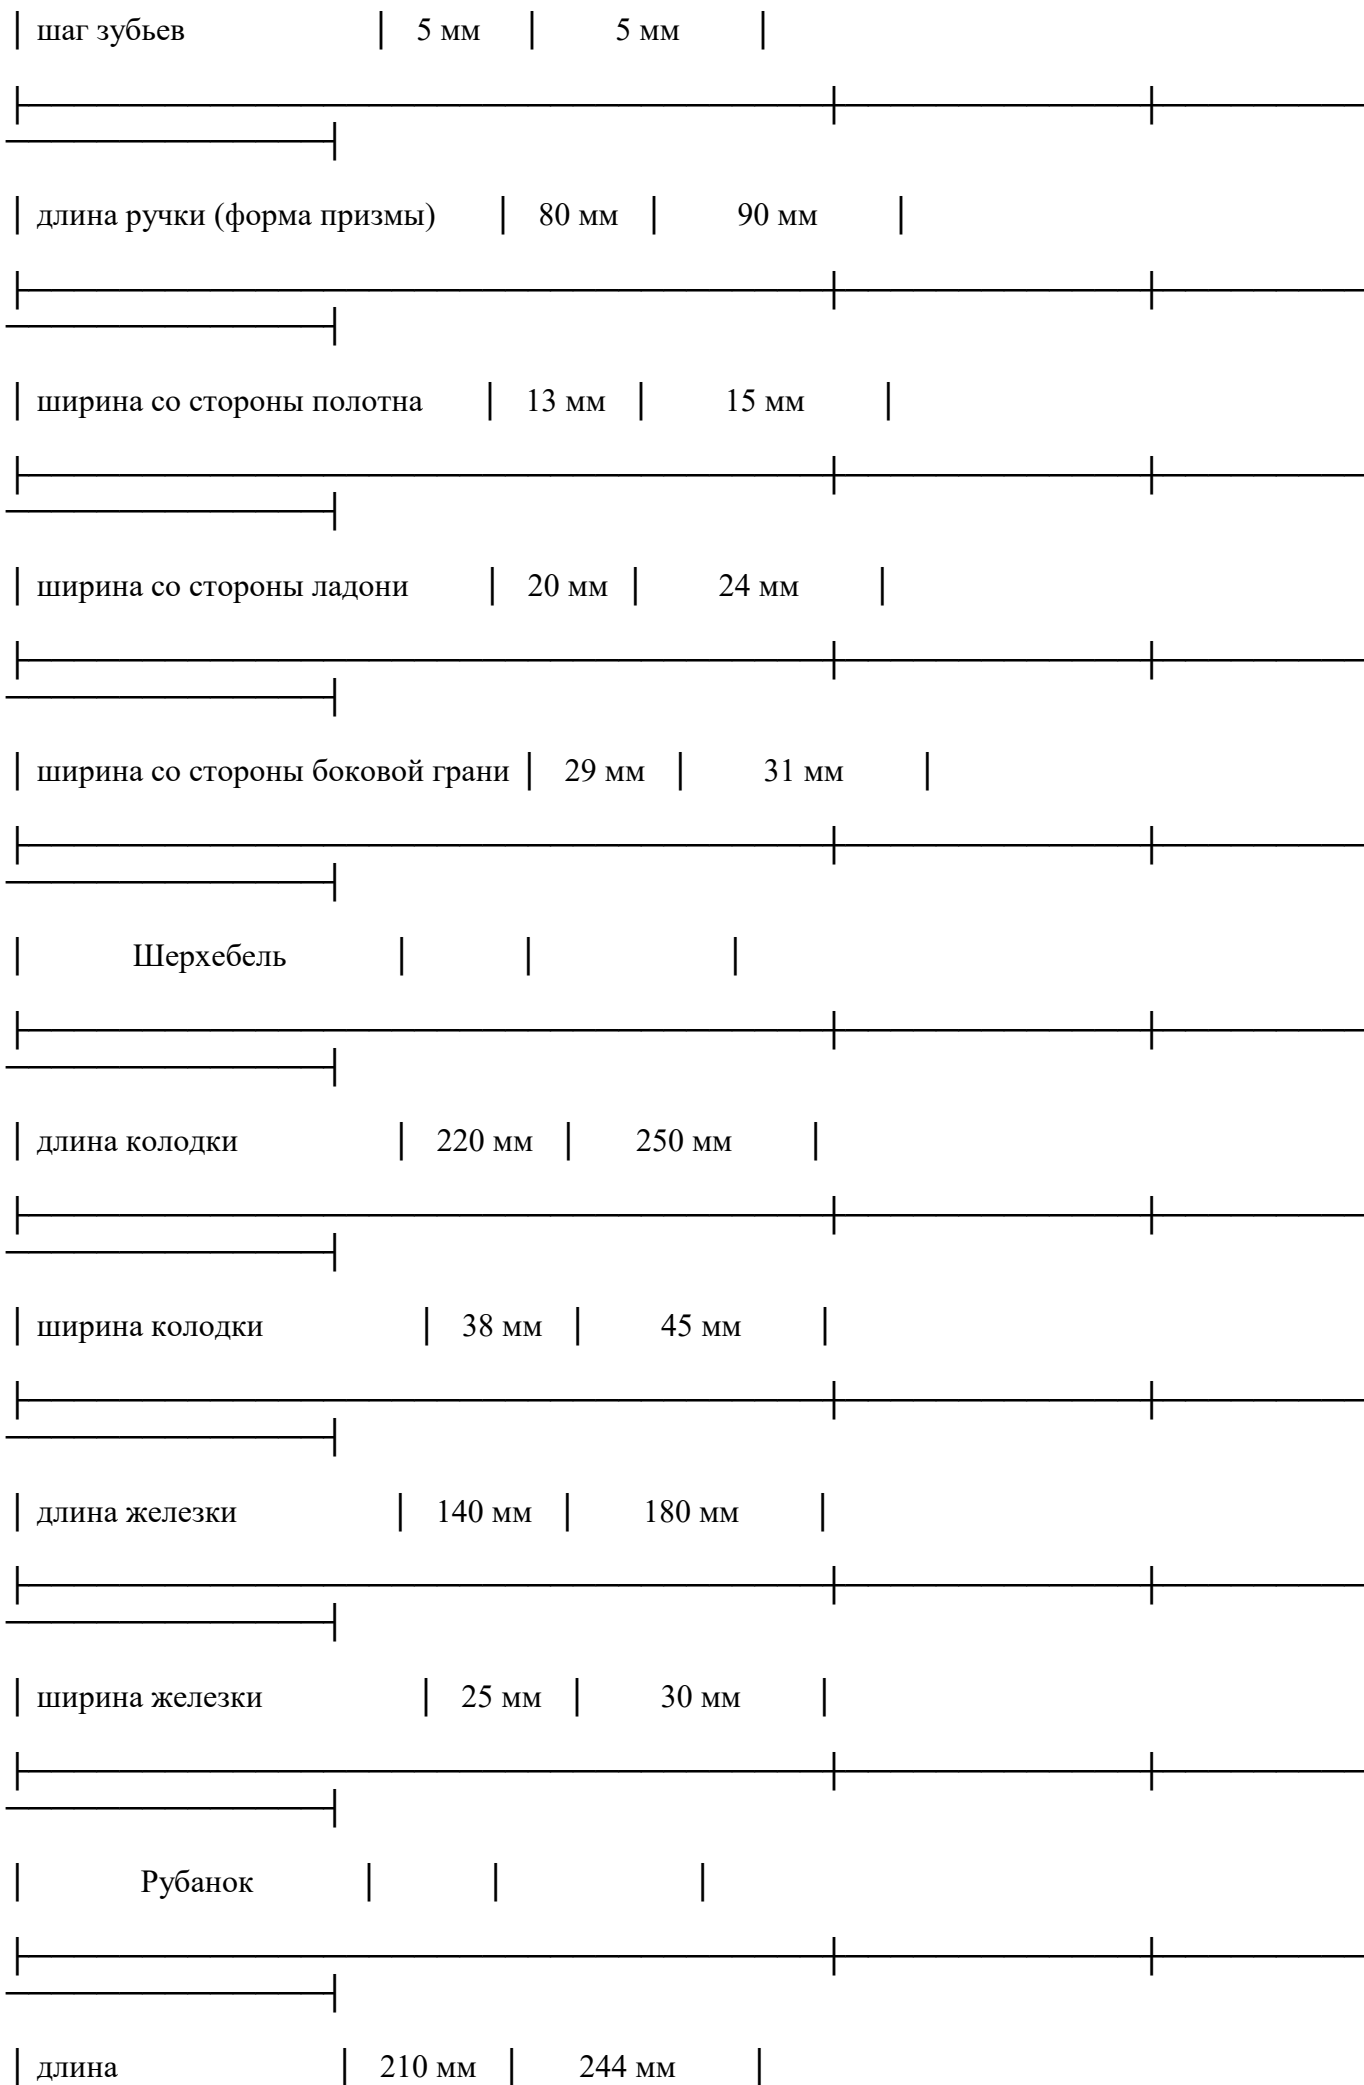 | шаг зубьев | 5 мм | 5 мм |
| длина ручки (форма призмы) | 80 мм | 90 мм |
| ширина со стороны полотна | 13 мм | 15 мм |
| ширина со стороны ладони | 20 мм | 24 мм |
| ширина со стороны боковой грани | 29 мм | 31 мм |
| Шерхебель | | |
| длина колодки | 220 мм | 250 мм |
| ширина колодки | 38 мм | 45 мм |
| длина железки | 140 мм | 180 мм |
| ширина железки | 25 мм | 30 мм |
| Рубанок | | |
| длина | 210 мм | 244 мм |